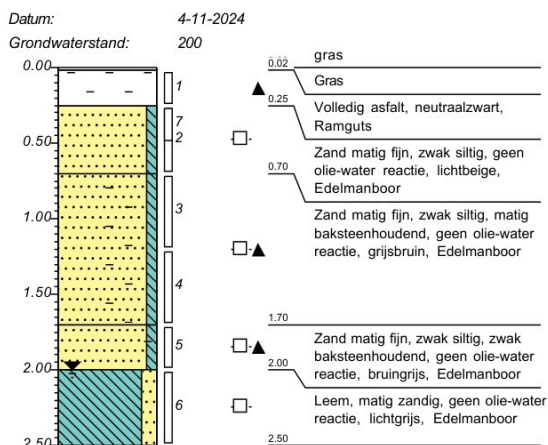 Datum: 4-11-2024
Grondwaterstand: 200
0.00
0.50
1.00
1.50
2.00
2.50
1
7
2
3
4
5
6
gras
0.02
Gras
0.25
Volledig asfalt, neutraalzwart,
Ramguts
Zand matig fijn, zwak siltig, geen
olie-water reactie, lichtbeige,
Edelmanboor
0.70
Zand matig fijn, zwak siltig, matig
baksteenhoudend, geen olie-water
reactie, grijsbruin, Edelmanboor
1.70
Zand matig fijn, zwak siltig, zwak
baksteenhoudend, geen olie-water
reactie, bruingrijs, Edelmanboor
2.00
Leem, matig zandig, geen olie-water
reactie, lichtgrijs, Edelmanboor
2.50